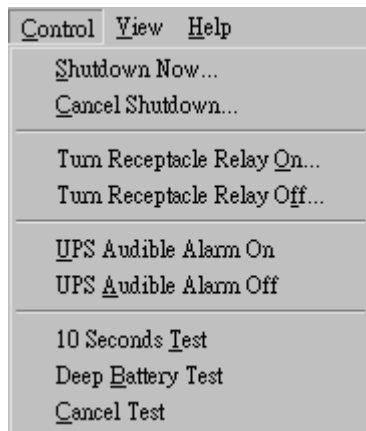 Control View Help
Shutdown Now...
Cancel Shutdown...
Turn Receptacle Relay On...
Turn Receptacle Relay Off...
UPS Audible Alarm On
UPS Audible Alarm Off
10 Seconds Test
Deep Battery Test
Cancel Test